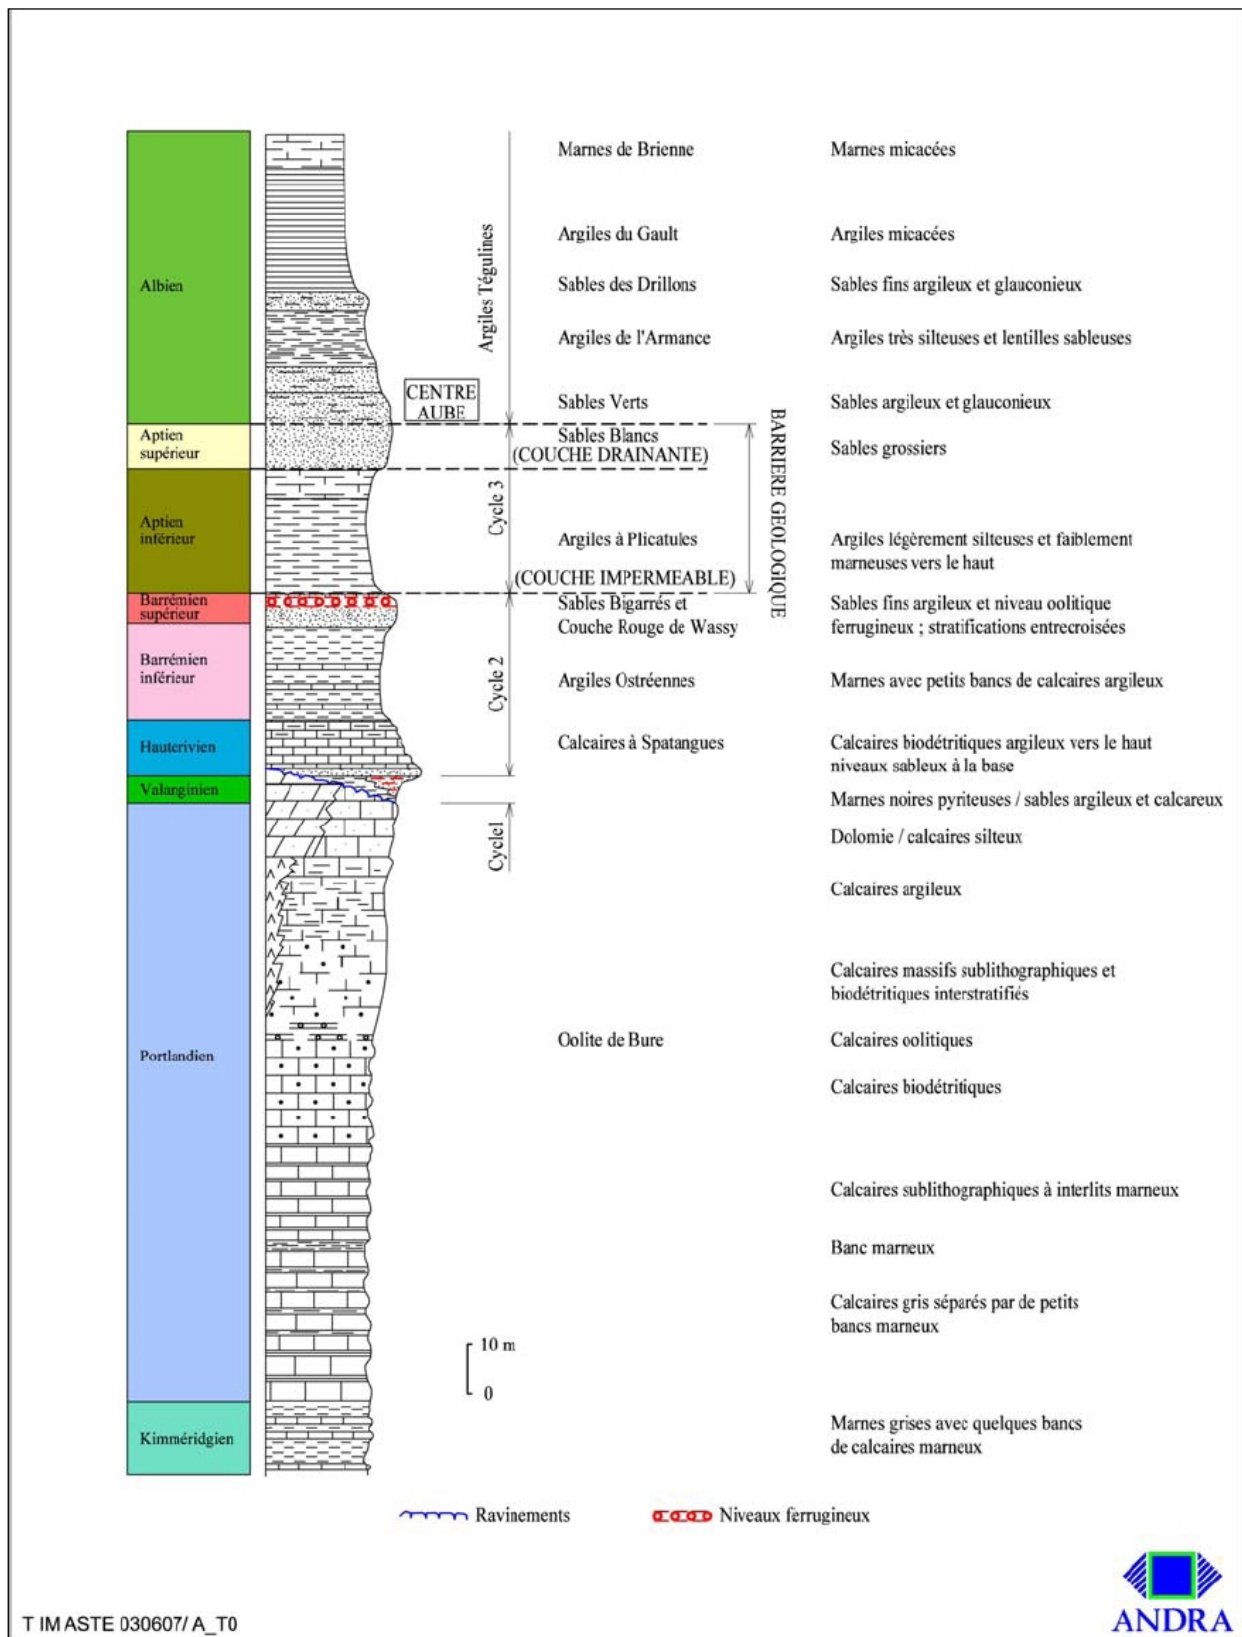 Marnes de Brienne
Marnes micacées
Argiles du Gault
Argiles micacées
Argiles Tégulines
Albien
Sables des Drillons
Sables fins argileux et glauconieux
Argiles de l'Armance
Argiles très silteuses et lentilles sableuses
CENTRE
AUBE
Sables Verts
Sables argileux et glauconieux
Aptien
supérieur
Sables Blancs
(COUCHE DRAINANTE)
Sables grossiers
BARRIERE GEOLOGIQUE
Cycle 3
Aptien
inférieur
Argiles à Plicatules
Argiles légèrement silteuses et faiblement
marneuses vers le haut
(COUCHE IMPERMEABLE)
Barrémien
supérieur
Sables Bigarrés et
Couche Rouge de Wassy
Sables fins argileux et niveau oolitique
ferrugineux ; stratifications entrecroisées
Cycle 2
Barrémien
inférieur
Argiles Ostréennes
Marnes avec petits bancs de calcaires argileux
Hauterivien
Calcaires à Spatangues
Calcaires biodétritiques argileux vers le haut
niveaux sableux à la base
Valanginien
Marnes noires pyriteuses / sables argileux et calcareux
Cycle1
Dolomie / calcaires silteux
Calcaires argileux
Calcaires massifs sublithographiques et
biodétritiques interstratifiés
Portlandien
Oolite de Bure
Calcaires oolitiques
Calcaires biodétritiques
Calcaires sublithographiques à interlits marneux
Banc marneux
Calcaires gris séparés par de petits
bancs marneux
10 m
0
Kimméridgien
Marnes grises avec quelques bancs
de calcaires marneux
Ravinements
Niveaux ferrugineux
T IM ASTE 030607/ A_T0
ANDRA